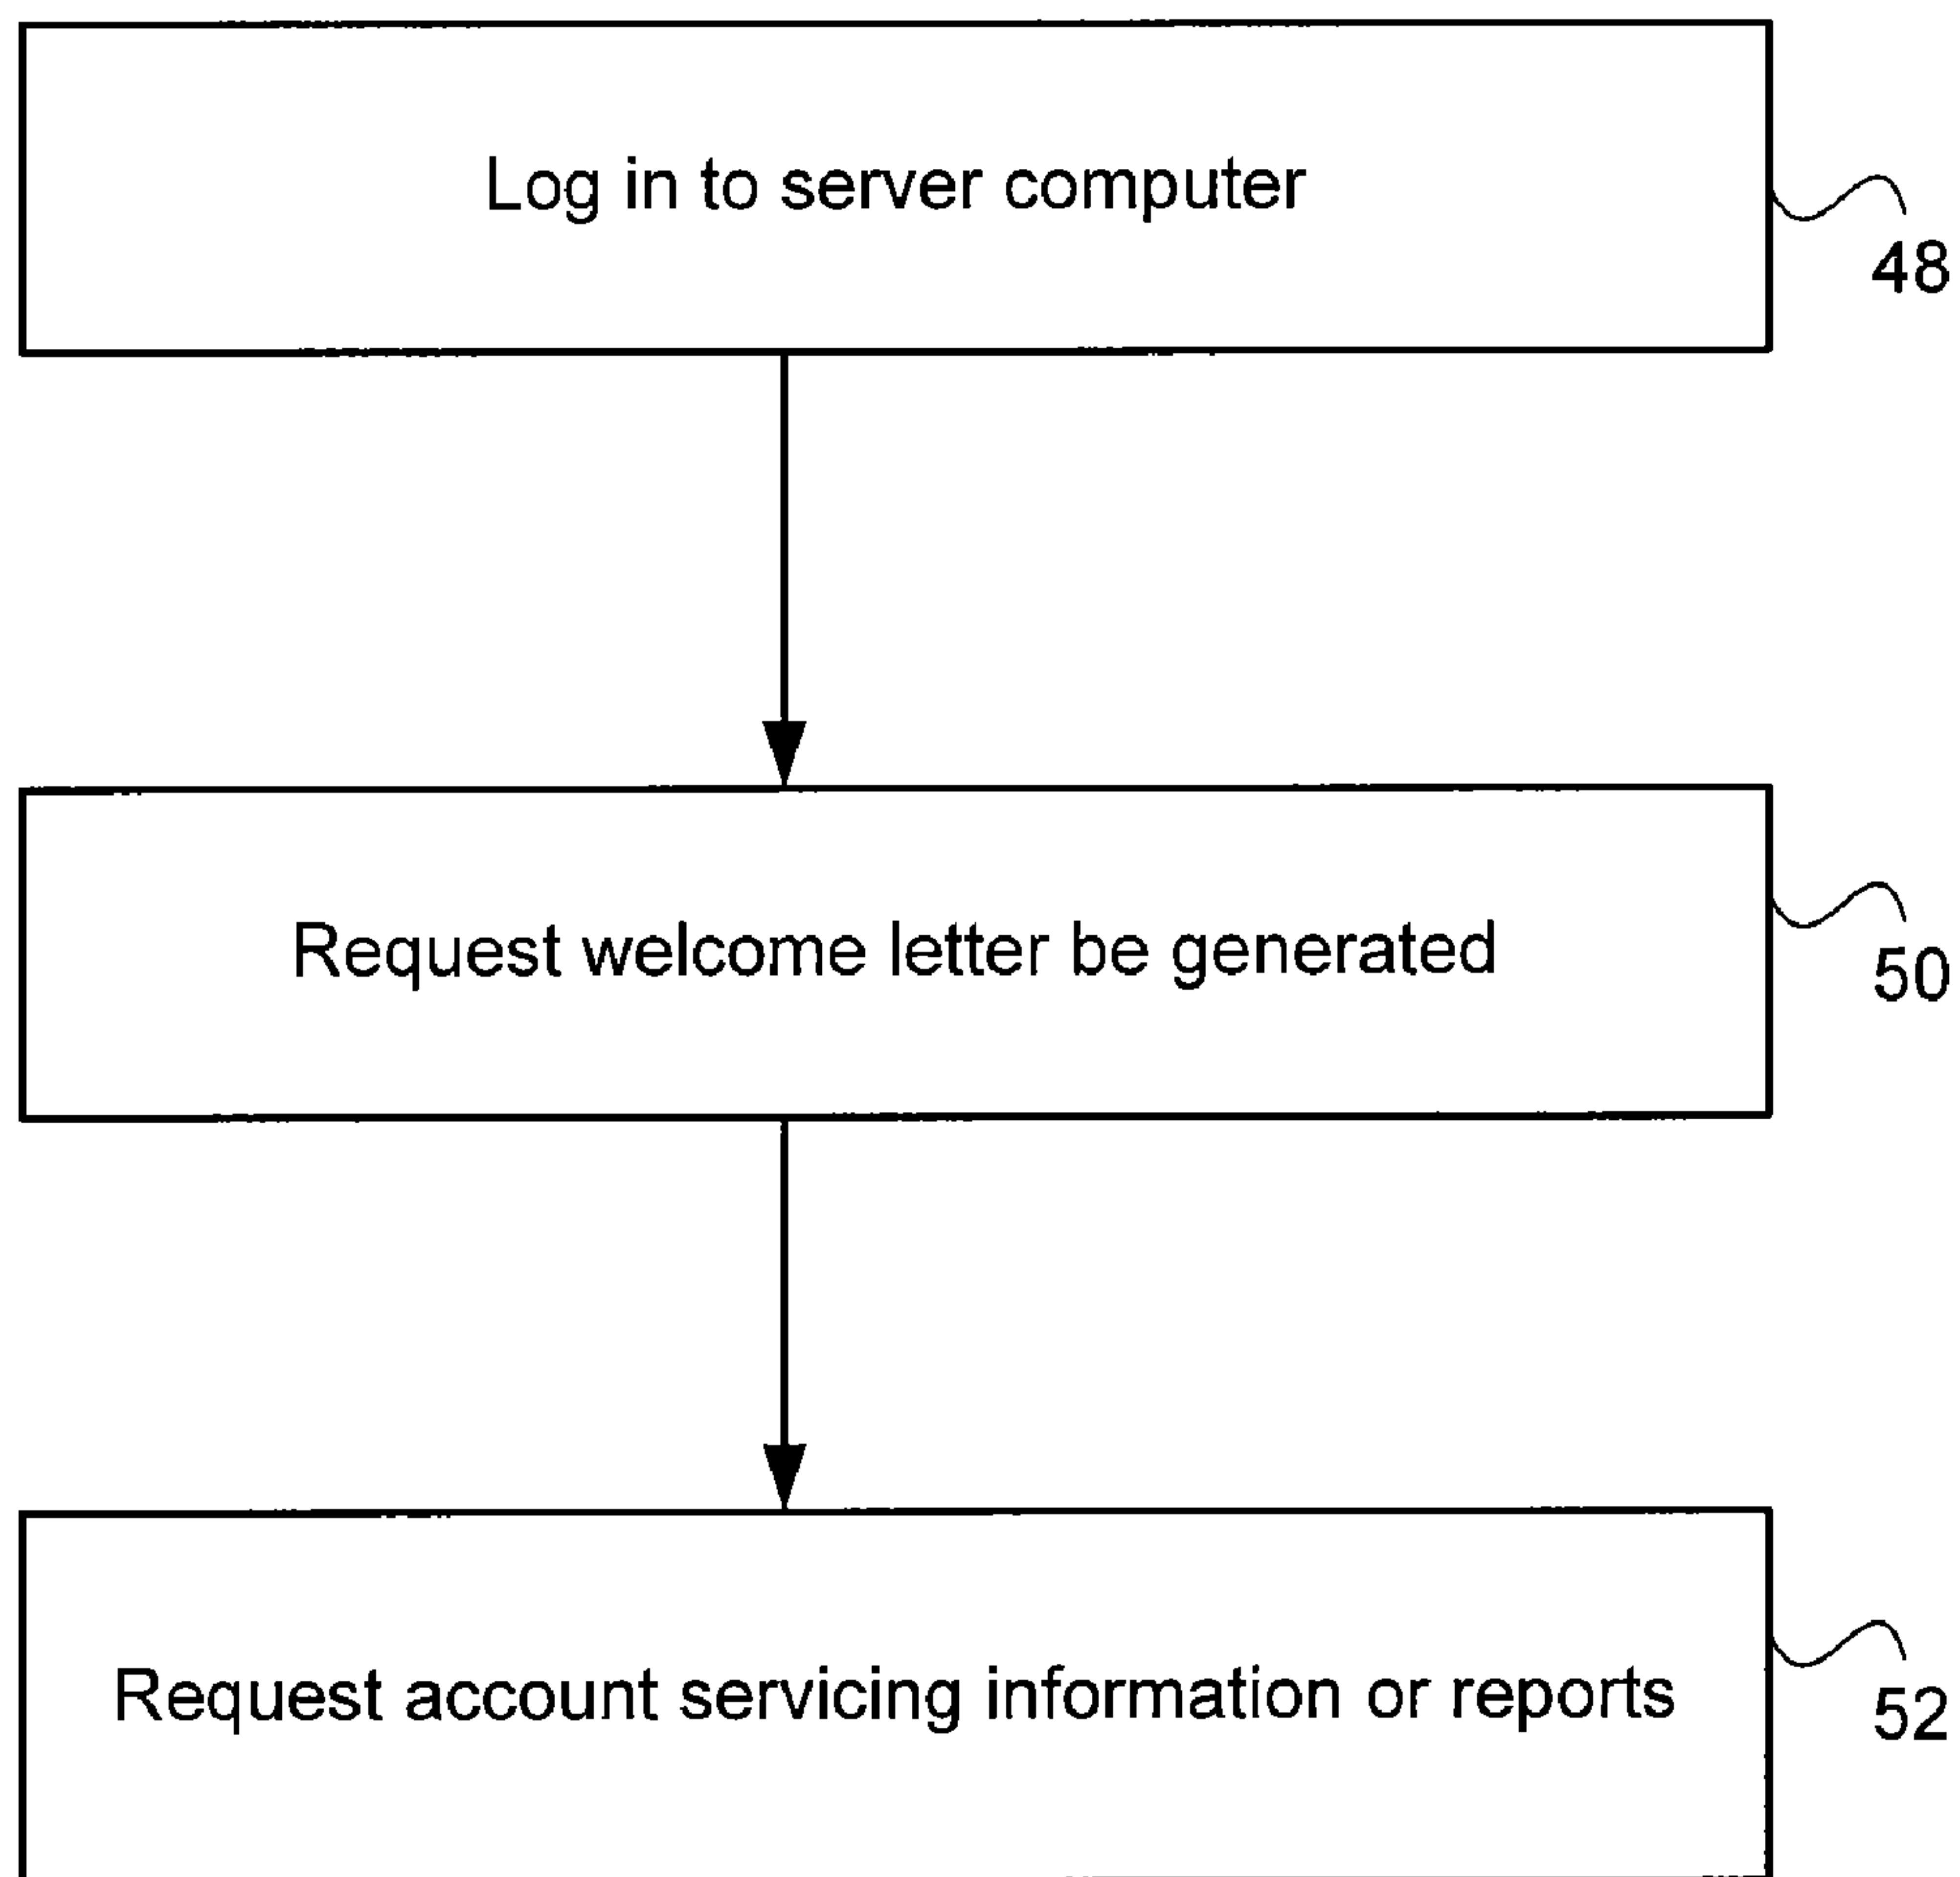 Log in to server computer
48
Request welcome letter be generated
50
Request account servicing information or reports
52